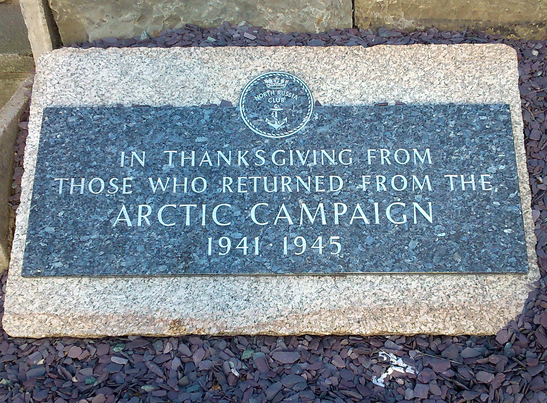 NORTH RUSSIA
CLUB
IN THANKSGIVING FROM
THOSE WHO RETURNED FROM THE
ARCTIC CAMPAIGN
1941 · 1945